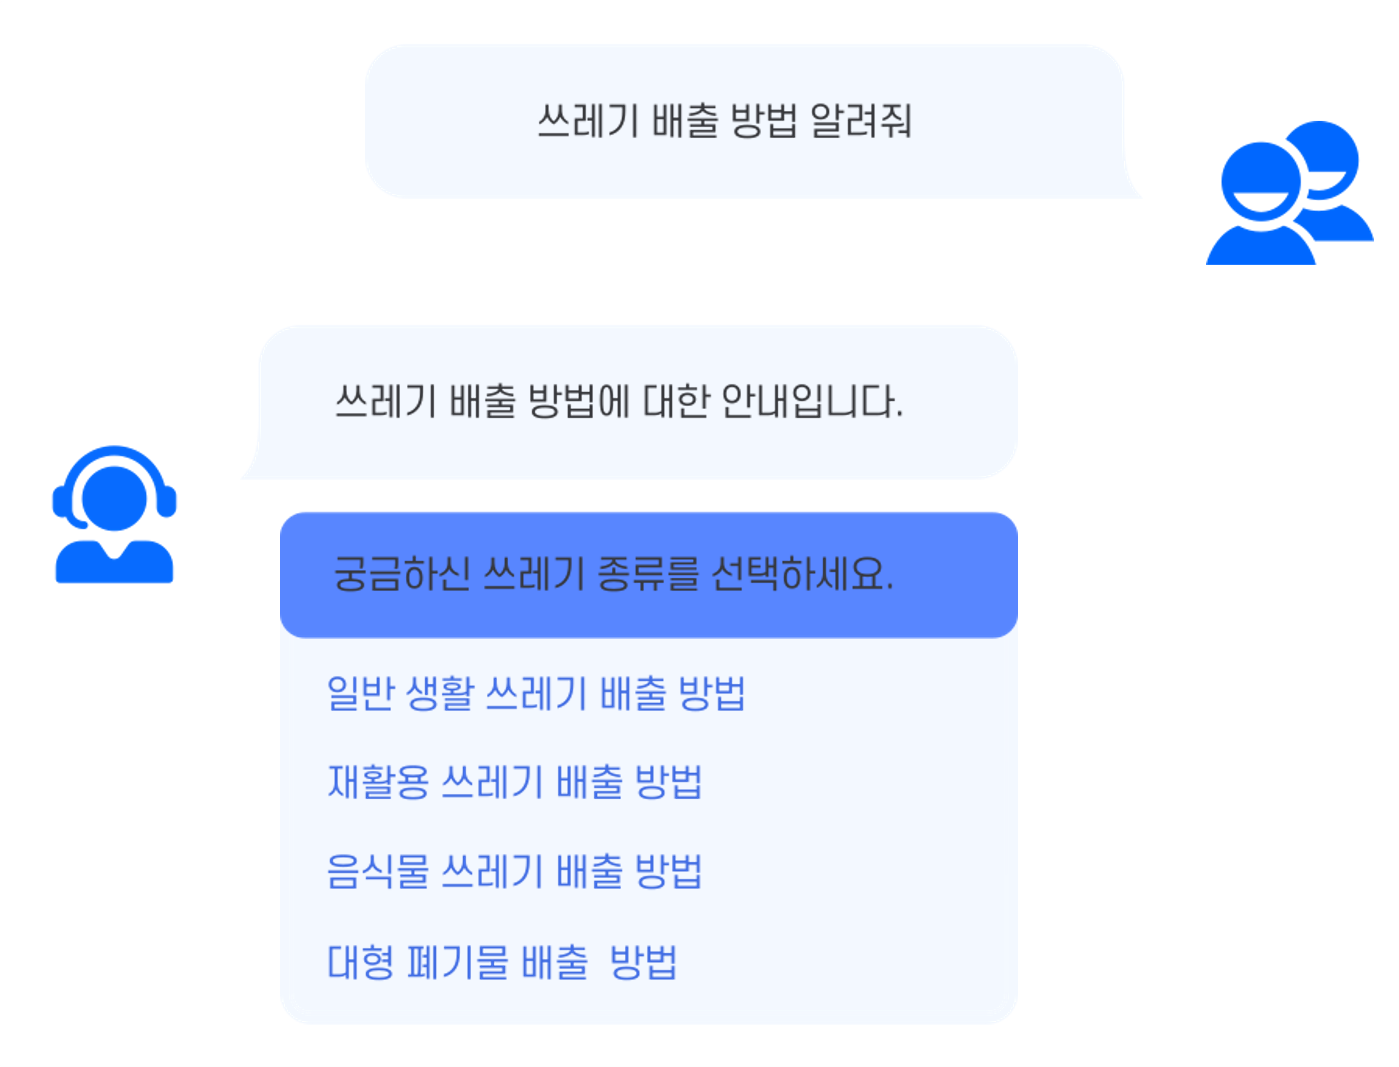 쓰레기 배출 방법 알려줘
쓰레기 배출 방법에 대한 안내입니다.
궁금하신 쓰레기 종류를 선택하세요.
일반 생활 쓰레기 배출 방법
재활용 쓰레기 배출 방법
음식물 쓰레기 배출 방법
대형 폐기물 배출  방법